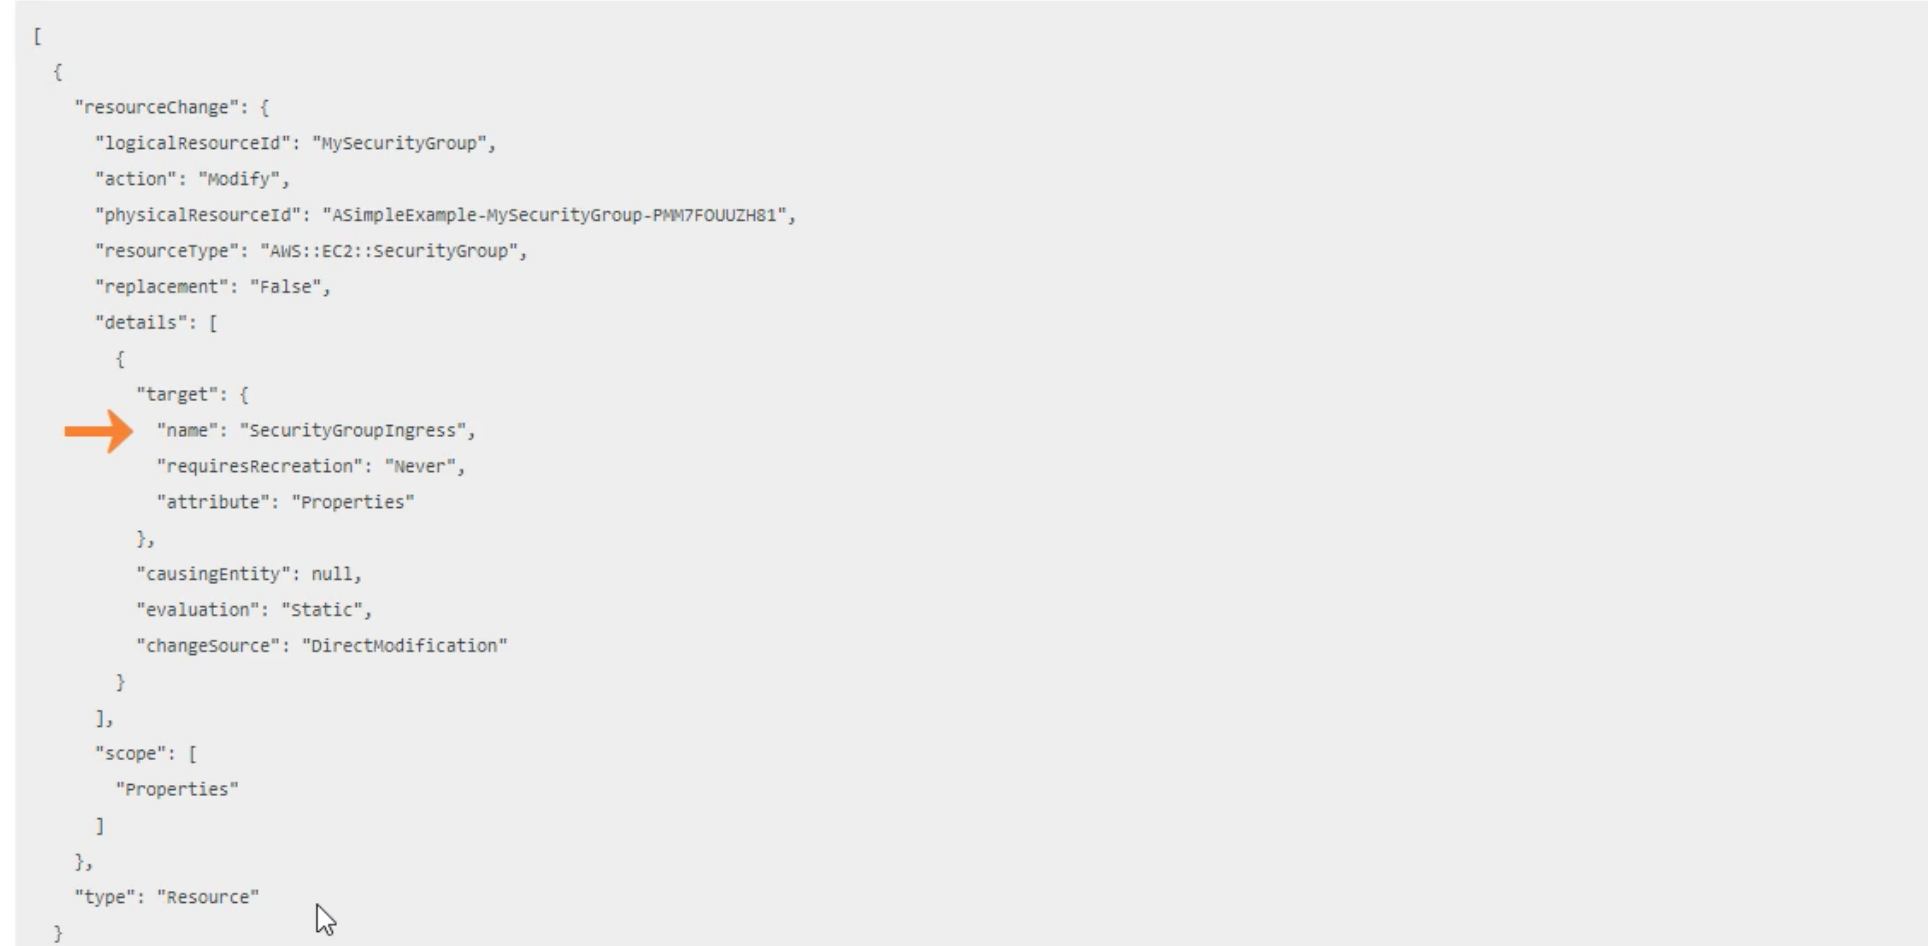 [
{
"resourceChange": {
"logicalResourceId": "MySecurityGroup",
"action": "Modify",
"physicalResourceId": "ASimpleExample-MySecurityGroup-PMM7FOUUZH81",
"resourceType": "AWS::EC2::SecurityGroup",
"replacement": "False",
"details": [
{
"target": {
"name": "SecurityGroupIngress",
"requiresRecreation": "Never",
"attribute": "Properties"
},
"causingEntity": null,
"evaluation": "Static",
"changeSource": "DirectModification"
}
],
"scope": [
"Properties"
]
},
"type": "Resource"
}